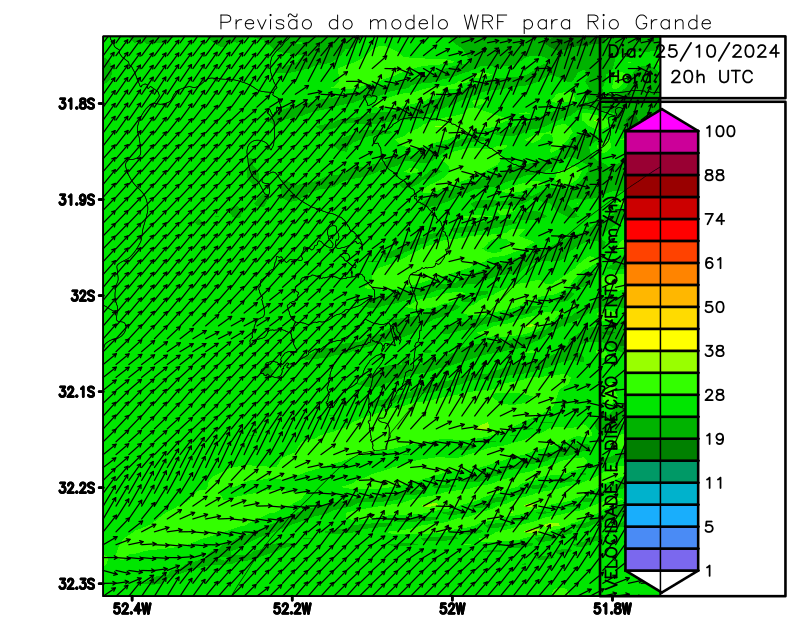 Previsão do modelo WRF para Rio Grande
Dia: 25/10/2024
Hora: 20h UTC
31.8S
31.9S
32S
32.1S
32.2S
32.3S
52.4W
52.2W
52W
51.8W
VELOCIDADE E DIREÇÃO DO VENTO (km/h)
100
88
74
61
50
38
28
19
11
5
1